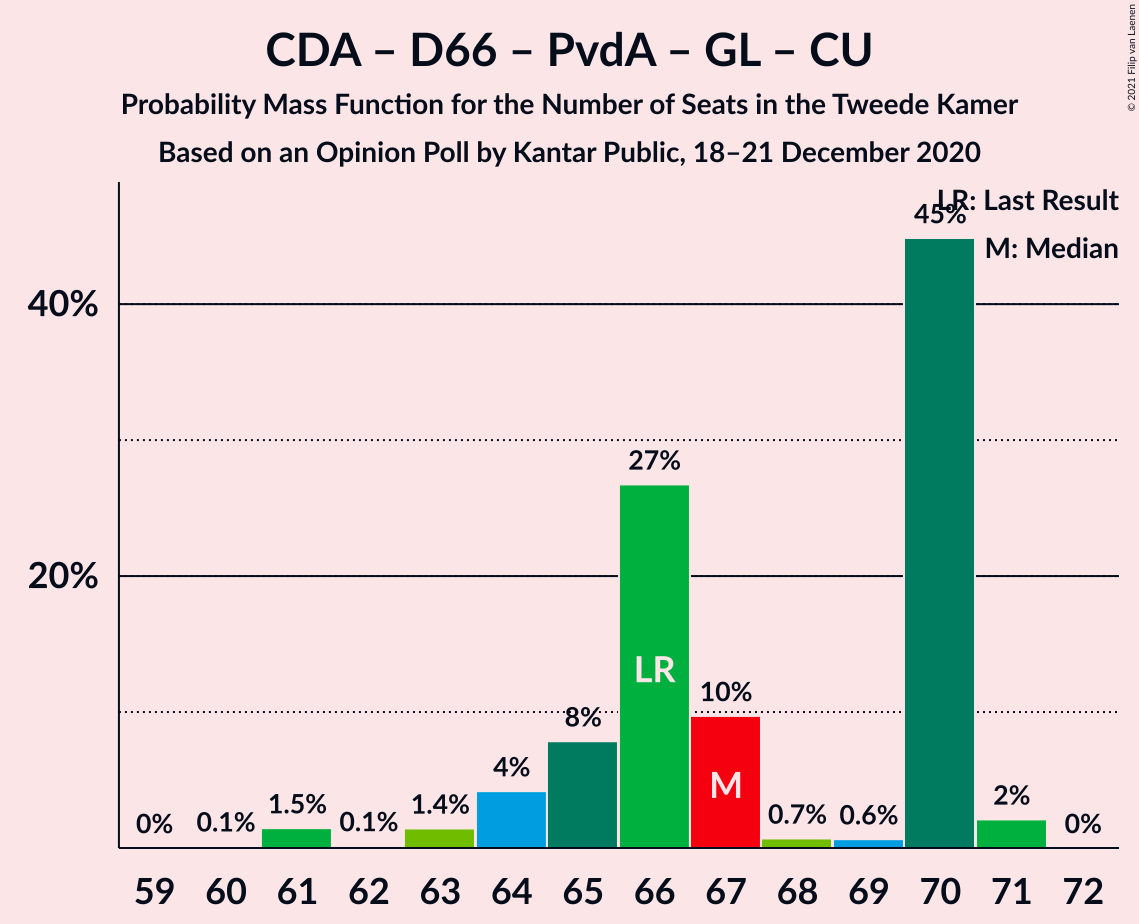 CDA – D66 – PvdA – GL – CU
Probability Mass Function for the Number of Seats in the Tweede Kamer
Based on an Opinion Poll by Kantar Public, 18–21 December 2020
© 2021 Filip van Laenen
LR: Last Result
M: Median
40%
20%
0%
0.1%
1.5%
0.1%
1.4%
4%
8%
27%
10%
0.7%
0.6%
45%
2%
0%
LR
M
59 60 61 62 63 64 65 66 67 68 69 70 71 72